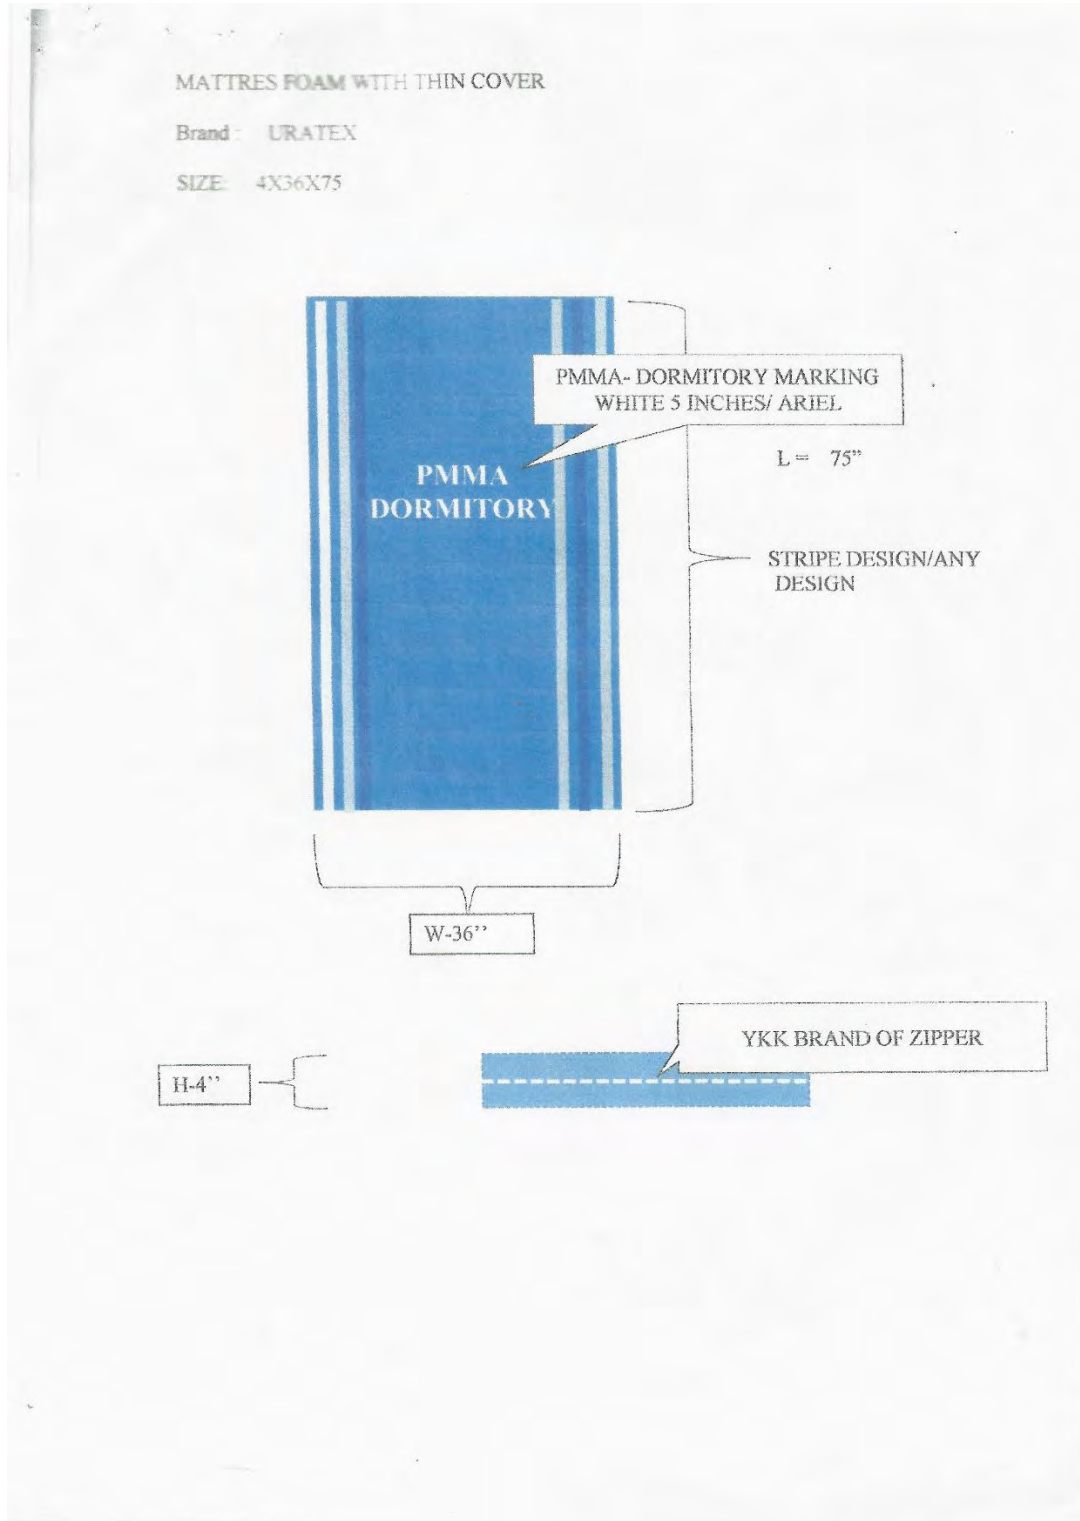 MATTRES FOAM WITH THIN COVER
Brand : URATEX
SIZE: 4X36X75
PMMA- DORMITORY MARKING
WHITE 5 INCHES/ ARIEL
L = 75”
PMMA
DORMITORY
STRIPE DESIGN/ANY
DESIGN
W-36’’
YKK BRAND OF ZIPPER
H-4’’